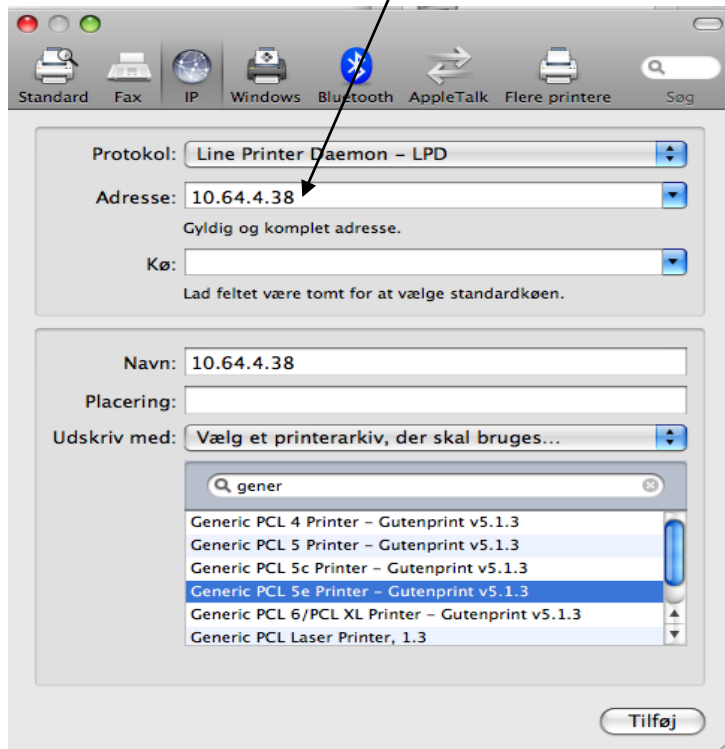 Standard Fax IP Windows Bluetooth AppleTalk Flere printere Søg
Protokol: Line Printer Daemon – LPD
Adresse: 10.64.4.38
Gyldig og komplet adresse.
Kø:
Lad feltet være tomt for at vælge standardkøen.
Navn: 10.64.4.38
Placering:
Udskriv med: Vælg et printerarkiv, der skal bruges...
gener
Generic PCL 4 Printer – Gutenprint v5.1.3
Generic PCL 5 Printer – Gutenprint v5.1.3
Generic PCL 5c Printer – Gutenprint v5.1.3
Generic PCL 5e Printer – Gutenprint v5.1.3
Generic PCL 6/PCL XL Printer – Gutenprint v5.1.3
Generic PCL Laser Printer, 1.3
Tilføj